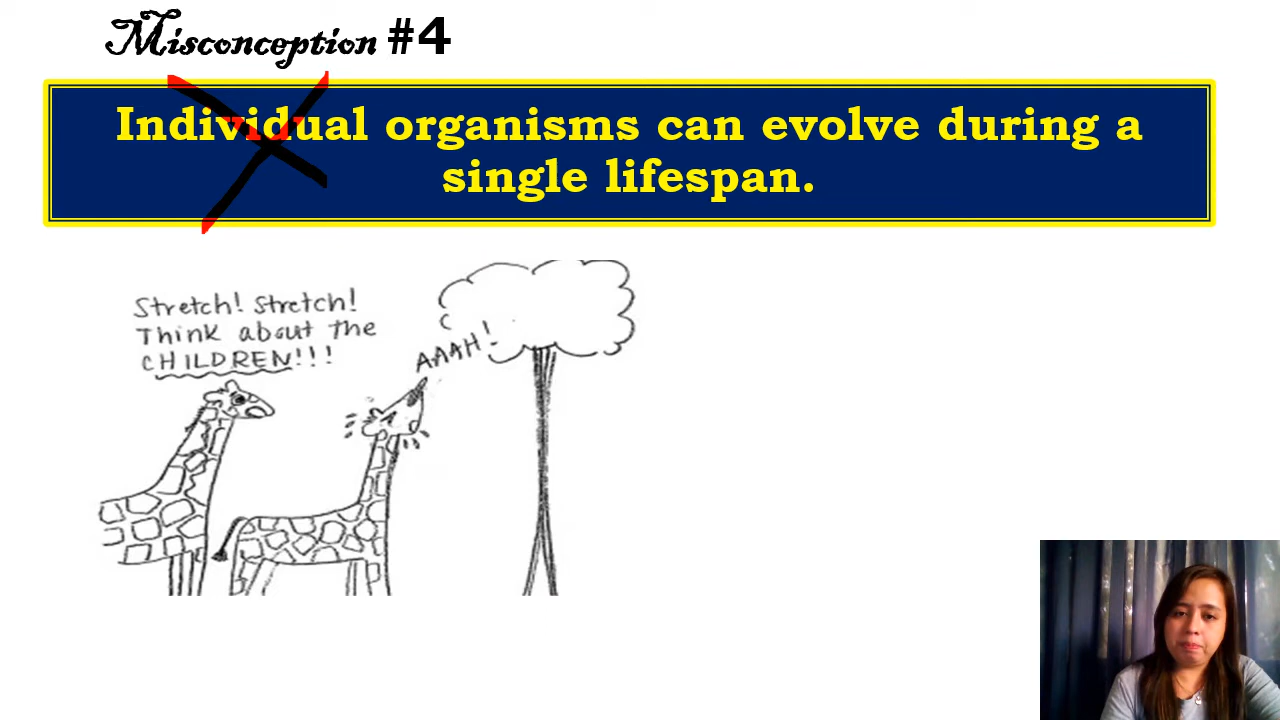 Misconception #4
Individual organisms can evolve during a
single lifespan.
Stretch! Stretch!
Think about the
CHILDREN!!!
AAAH!